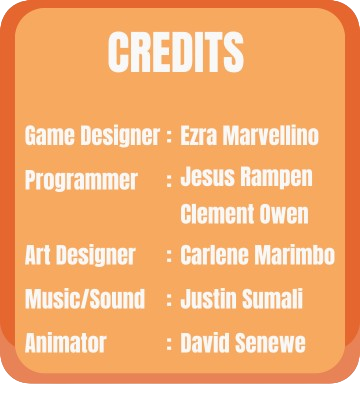 CREDITS
Game Designer : Ezra Marvellino
Programmer : Jesus Rampen
Clement Owen
Art Designer : Carlene Marimbo
Music/Sound : Justin Sumali
Animator : David Senewe